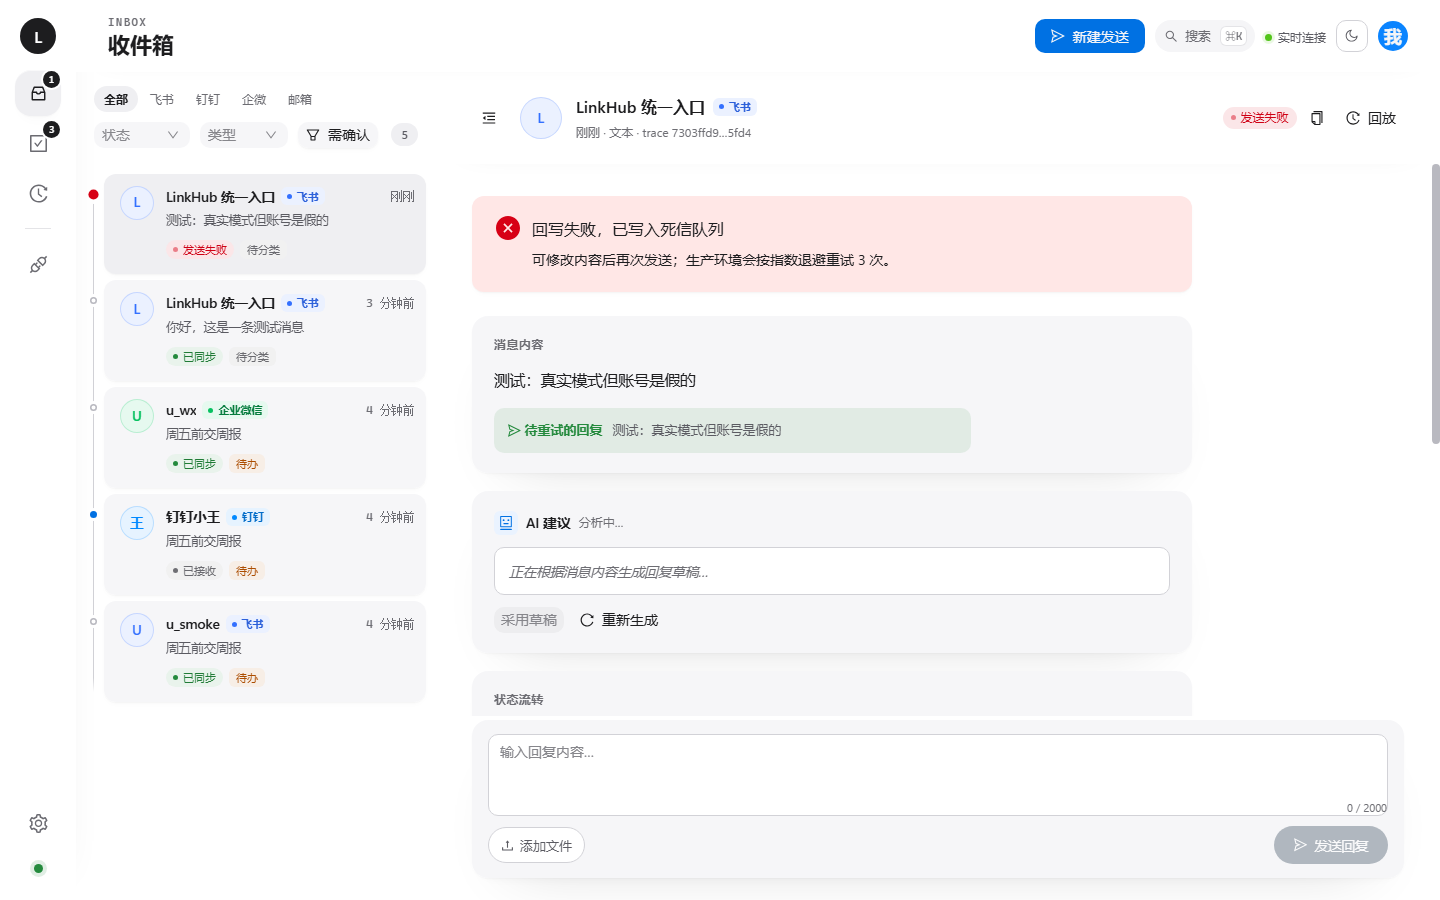 L
INBOX
收件箱
新建发送
搜索
⌘K
实时连接
我
1
3
全部
飞书
钉钉
企微
邮箱
状态
类型
需确认
5
L
LinkHub 统一入口
飞书
刚刚
测试：真实模式但账号是假的
发送失败
待分类
L
LinkHub 统一入口
飞书
3 分钟前
你好，这是一条测试消息
已同步
待分类
U
u_wx
企业微信
4 分钟前
周五前交周报
已同步
待办
王
钉钉小王
钉钉
4 分钟前
周五前交周报
已接收
待办
U
u_smoke
飞书
4 分钟前
周五前交周报
已同步
待办
L
LinkHub 统一入口
飞书
刚刚 · 文本 · trace 7303ffd9…5fd4
发送失败
回放
回写失败，已写入死信队列
可修改内容后再次发送；生产环境会按指数退避重试 3 次。
消息内容
测试：真实模式但账号是假的
待重试的回复
测试：真实模式但账号是假的
AI 建议
分析中...
正在根据消息内容生成回复草稿...
采用草稿
重新生成
状态流转
输入回复内容...
0 / 2000
添加文件
发送回复